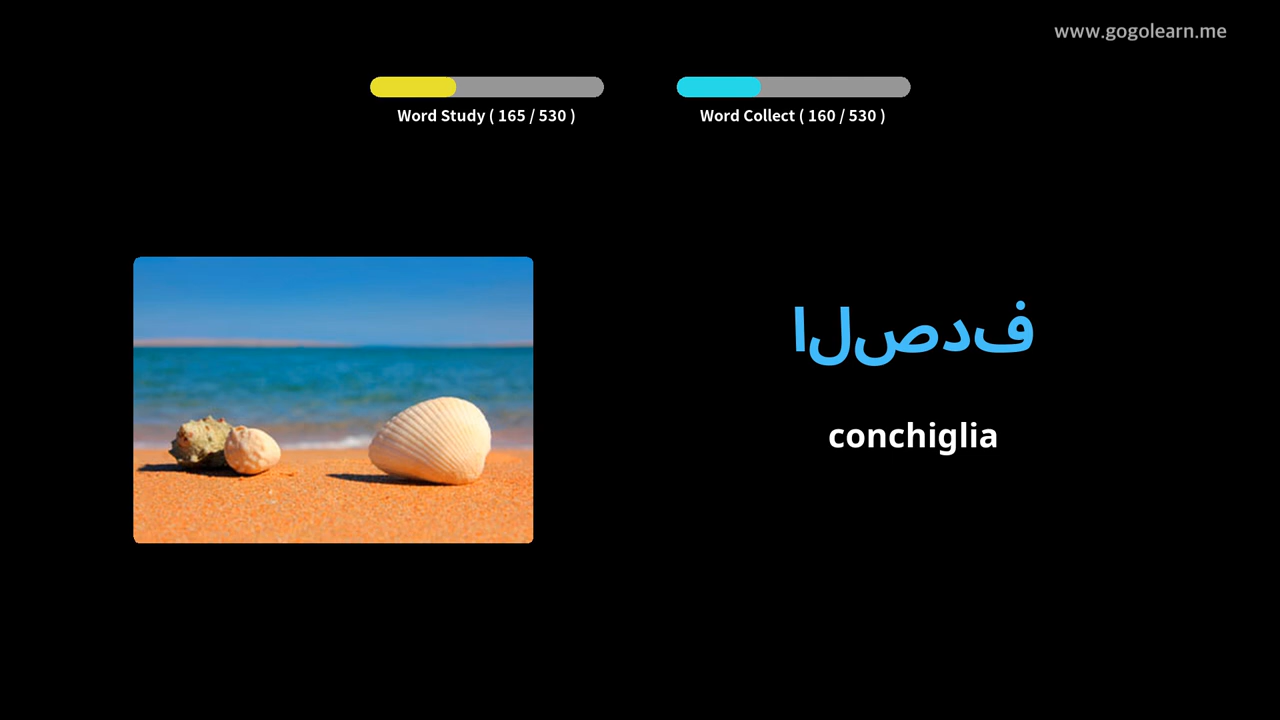 www.gogolearn.me
Word Study ( 165 / 530 )
Word Collect ( 160 / 530 )
الصدف
conchiglia